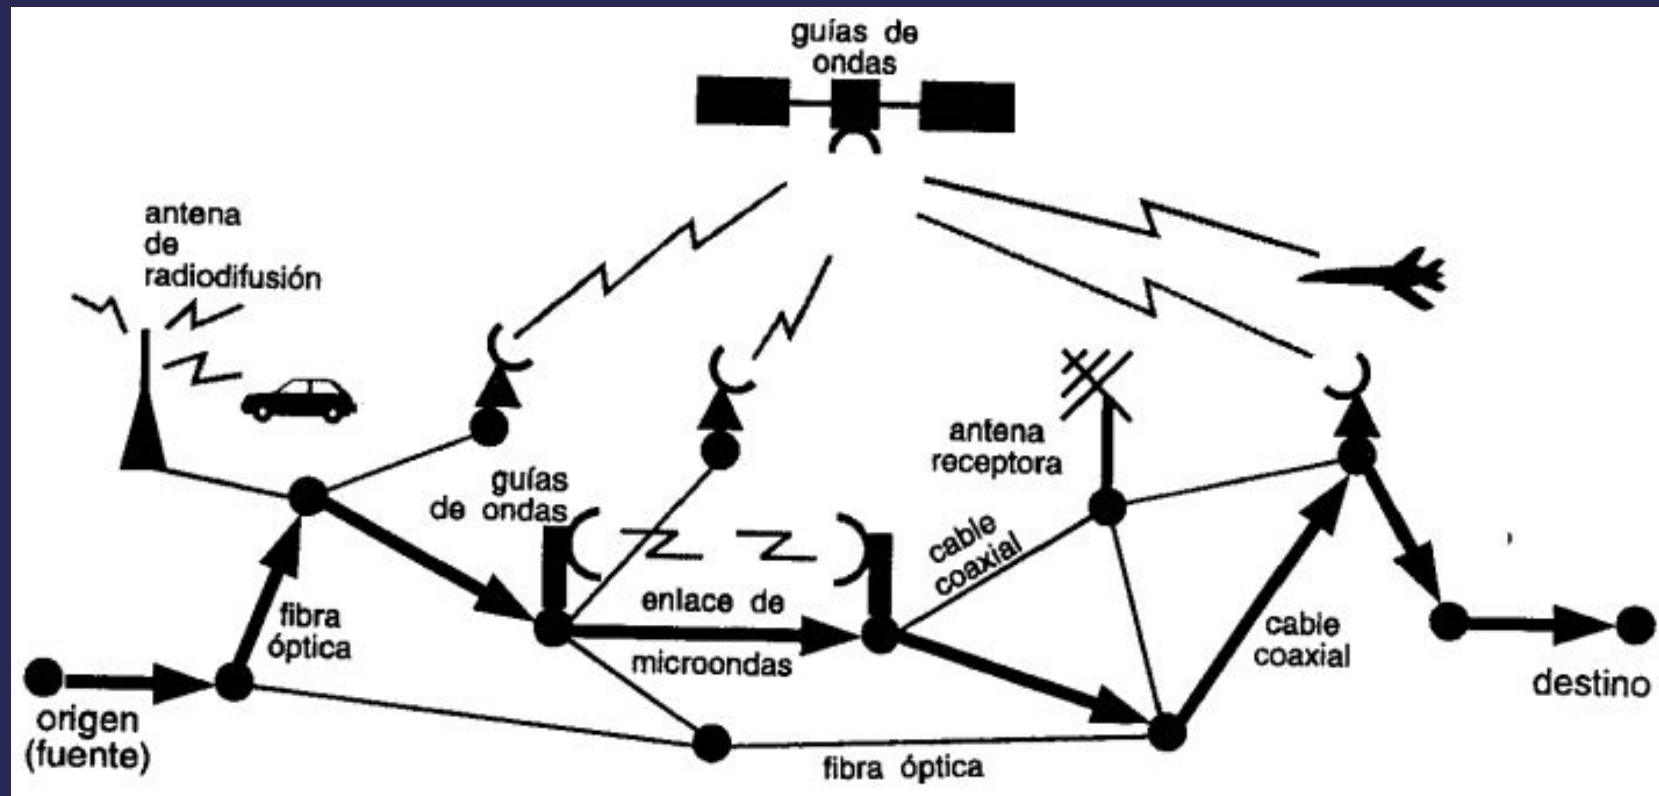 guías de
ondas
antena
de
radiodifusión
guías
de ondas
antena
receptora
cable
coaxial
enlace de
microondas
fibra
óptica
cable
coaxial
origen
(fuente)
destino
fibra óptica